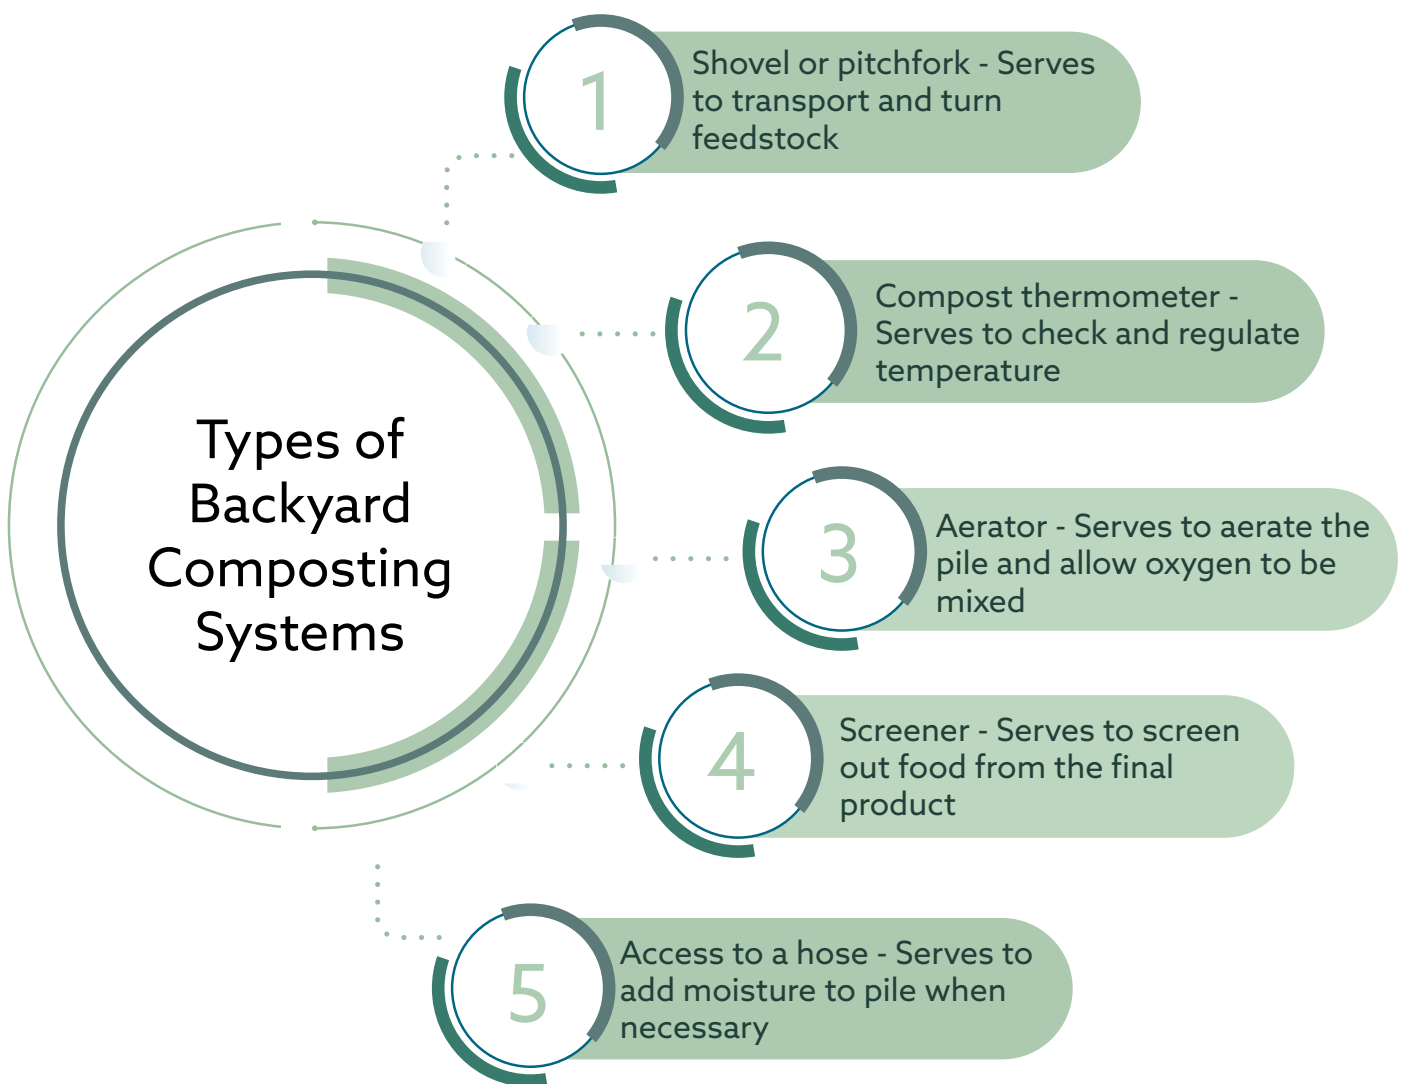 Types of
Backyard
Composting
Systems
1
Shovel or pitchfork - Serves
to transport and turn
feedstock
2
Compost thermometer -
Serves to check and regulate
temperature
3
Aerator - Serves to aerate the
pile and allow oxygen to be
mixed
4
Screener - Serves to screen
out food from the final
product
5
Access to a hose - Serves to
add moisture to pile when
necessary